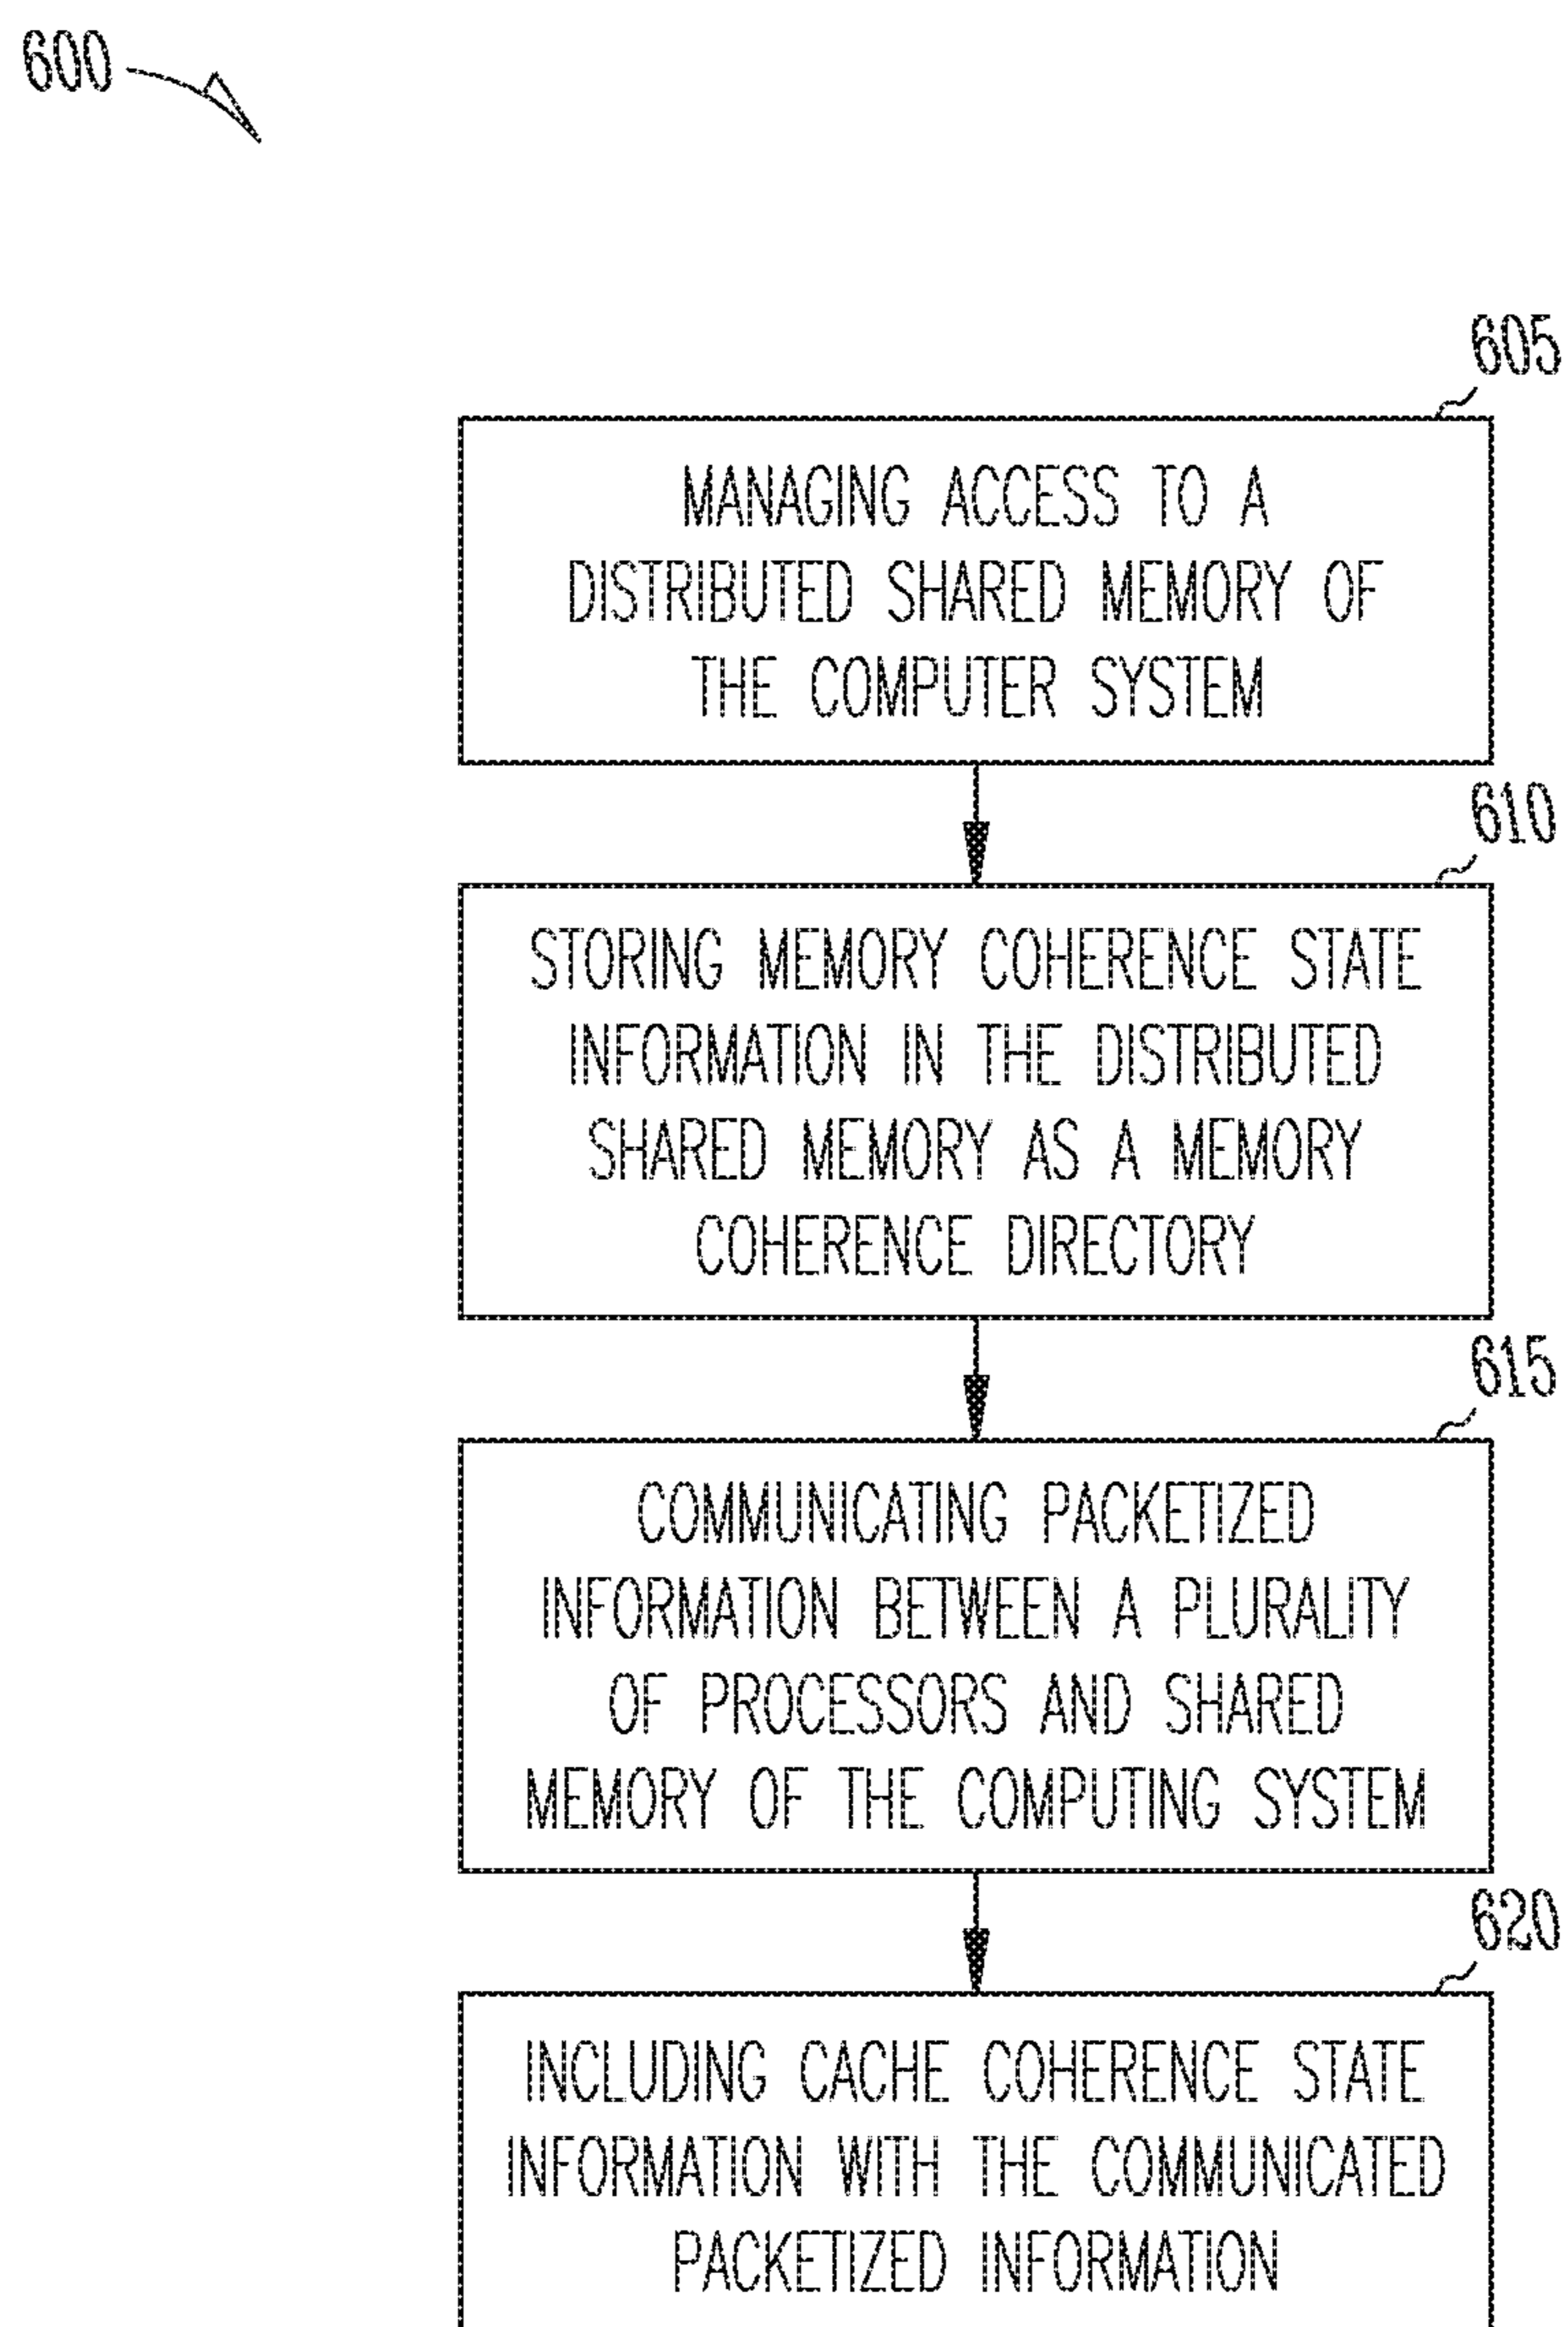 600
605
MANAGING ACCESS TO A
DISTRIBUTED SHARED MEMORY OF
THE COMPUTER SYSTEM
610
STORING MEMORY COHERENCE STATE
INFORMATION IN THE DISTRIBUTED
SHARED MEMORY AS A MEMORY
COHERENCE DIRECTORY
615
COMMUNICATING PACKETIZED
INFORMATION BETWEEN A PLURALITY
OF PROCESSORS AND SHARED
MEMORY OF THE COMPUTING SYSTEM
620
INCLUDING CACHE COHERENCE STATE
INFORMATION WITH THE COMMUNICATED
PACKETIZED INFORMATION